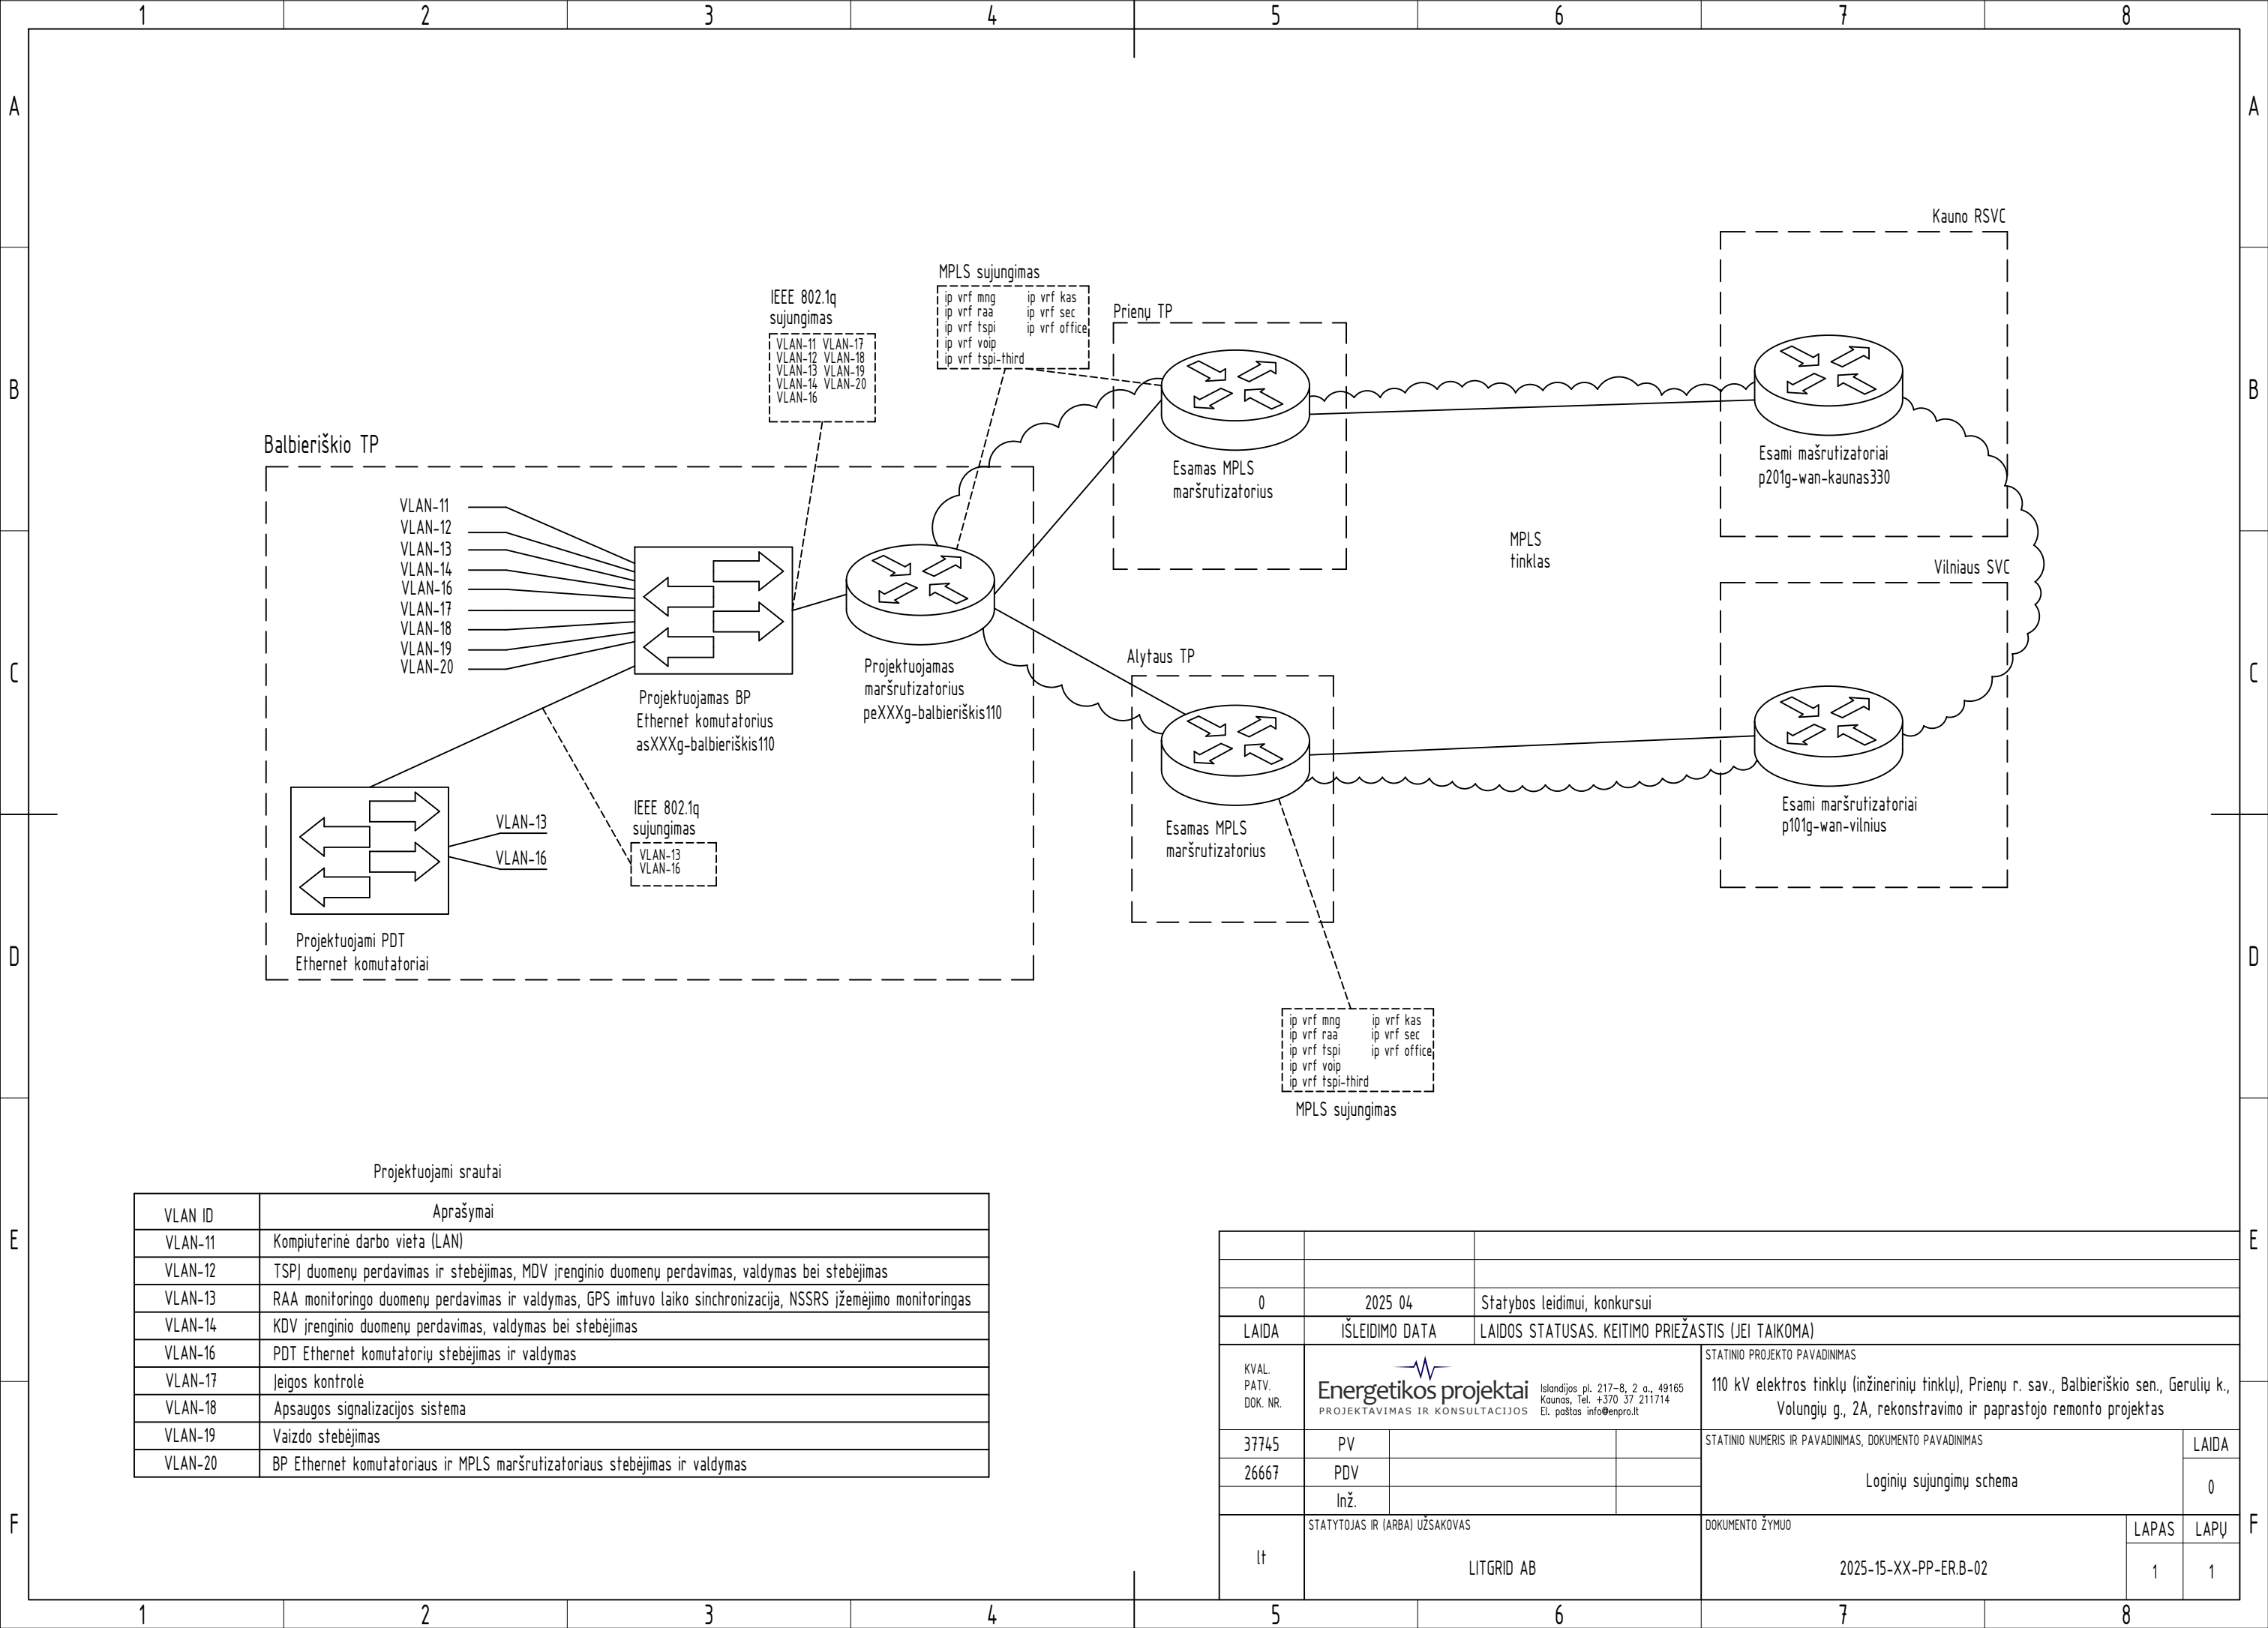 1 2 3 4 5 6 7 8
A A
B B
C C
D D
E E
F F
Kauno RSVC
MPLS sujungimas
ip vrf mng ip vrf kas
ip vrf raa ip vrf sec
ip vrf tspi ip vrf office
ip vrf voip
ip vrf tspi-third
IEEE 802.1q
sujungimas
VLAN-11 VLAN-17
VLAN-12 VLAN-18
VLAN-13 VLAN-19
VLAN-14 VLAN-20
VLAN-16
Prienų TP
Esamas MPLS
maršrutizatorius
Esami mašrutizatoriai
p201g-wan-kaunas330
Balbieriškio TP
VLAN-11
VLAN-12
VLAN-13
VLAN-14
VLAN-16
VLAN-17
VLAN-18
VLAN-19
VLAN-20
MPLS
tinklas
Vilniaus SVC
Projektuojamas BP
Ethernet komutatorius
asXXXg-balbieriškis110
Projektuojamas
maršrutizatorius
peXXXg-balbieriškis110
Alytaus TP
Esamas MPLS
maršrutizatorius
Esami maršrutizatoriai
p101g-wan-vilnius
VLAN-13
VLAN-16
IEEE 802.1q
sujungimas
VLAN-13
VLAN-16
Projektuojami PDT
Ethernet komutatoriai
ip vrf mng ip vrf kas
ip vrf raa ip vrf sec
ip vrf tspi ip vrf office
ip vrf voip
ip vrf tspi-third
MPLS sujungimas
Projektuojami srautai
VLAN ID Aprašymai
VLAN-11 Kompiuterinė darbo vieta (LAN)
VLAN-12 TSPĮ duomenų perdavimas ir stebėjimas, MDV įrenginio duomenų perdavimas, valdymas bei stebėjimas
VLAN-13 RAA monitoringo duomenų perdavimas ir valdymas, GPS imtuvo laiko sinchronizacija, NSSRS įžemėjimo monitoringas
VLAN-14 KDV įrenginio duomenų perdavimas, valdymas bei stebėjimas
VLAN-16 PDT Ethernet komutatorių stebėjimas ir valdymas
VLAN-17 Įeigos kontrolė
VLAN-18 Apsaugos signalizacijos sistema
VLAN-19 Vaizdo stebėjimas
VLAN-20 BP Ethernet komutatoriaus ir MPLS maršrutizatoriaus stebėjimas ir valdymas
0 2025 04 Statybos leidimui, konkursui
LAIDA IŠLEIDIMO DATA LAIDOS STATUSAS. KEITIMO PRIEŽASTIS (JEI TAIKOMA)
KVAL.
PATV.
DOK. NR.
Energetikos projektai
PROJEKTAVIMAS IR KONSULTACIJOS
Islandijos pl. 217-8, 2 a., 49165
Kaunas, Tel. +370 37 211714
El. paštas info@enpro.lt
STATINIO PROJEKTO PAVADINIMAS
110 kV elektros tinklų (inžinerinių tinklų), Prienų r. sav., Balbieriškio sen., Gerulių k.,
Volungių g., 2A, rekonstravimo ir paprastojo remonto projektas
37745 PV
26667 PDV
Inž.
STATINIO NUMERIS IR PAVADINIMAS, DOKUMENTO PAVADINIMAS
Loginių sujungimų schema
LAIDA
0
lt
STATYTOJAS IR (ARBA) UŽSAKOVAS
LITGRID AB
DOKUMENTO ŽYMUO
2025-15-XX-PP-ER.B-02
LAPAS LAPŲ
1 1
1 2 3 4 5 6 7 8